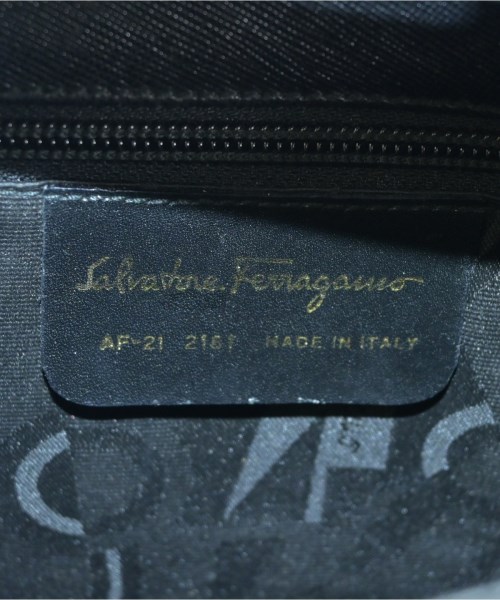 Salvatore Ferragamo
AF-21 2181 MADE IN ITALY